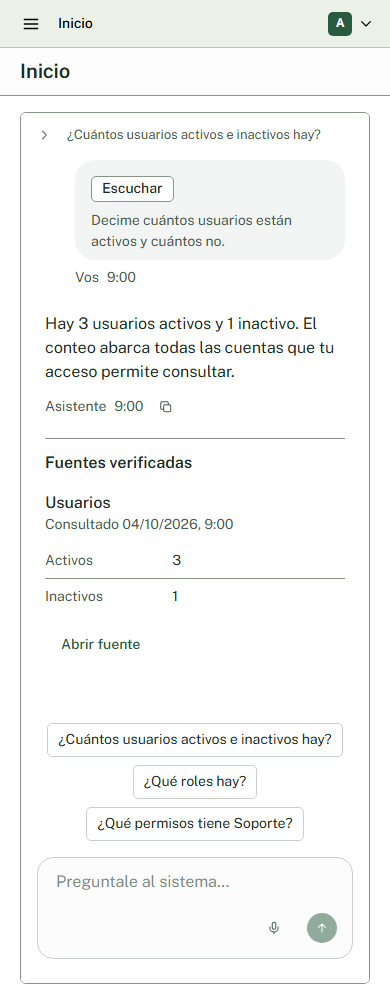 Inicio
A
Inicio
¿Cuántos usuarios activos e inactivos hay?
Escuchar
Decime cuántos usuarios están
activos y cuántos no.
Vos 9:00
Hay 3 usuarios activos y 1 inactivo. El
conteo abarca todas las cuentas que tu
acceso permite consultar.
Asistente 9:00
Fuentes verificadas
Usuarios
Consultado 04/10/2026, 9:00
Activos 3
Inactivos 1
Abrir fuente
¿Cuántos usuarios activos e inactivos hay?
¿Qué roles hay?
¿Qué permisos tiene Soporte?
Preguntale al sistema...